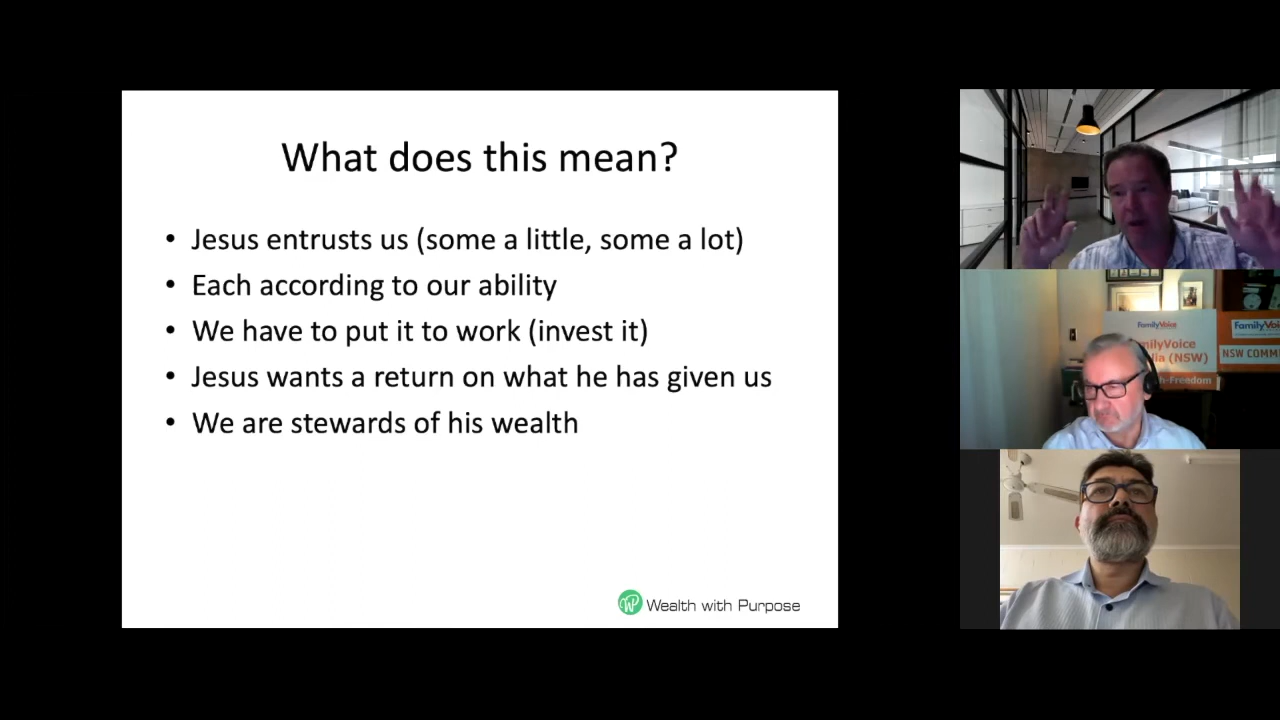 What does this mean?
• Jesus entrusts us (some a little, some a lot)
• Each according to our ability
• We have to put it to work (invest it)
• Jesus wants a return on what he has given us
• We are stewards of his wealth
WP Wealth with Purpose
FamilyVoice
(NSW)
NSW